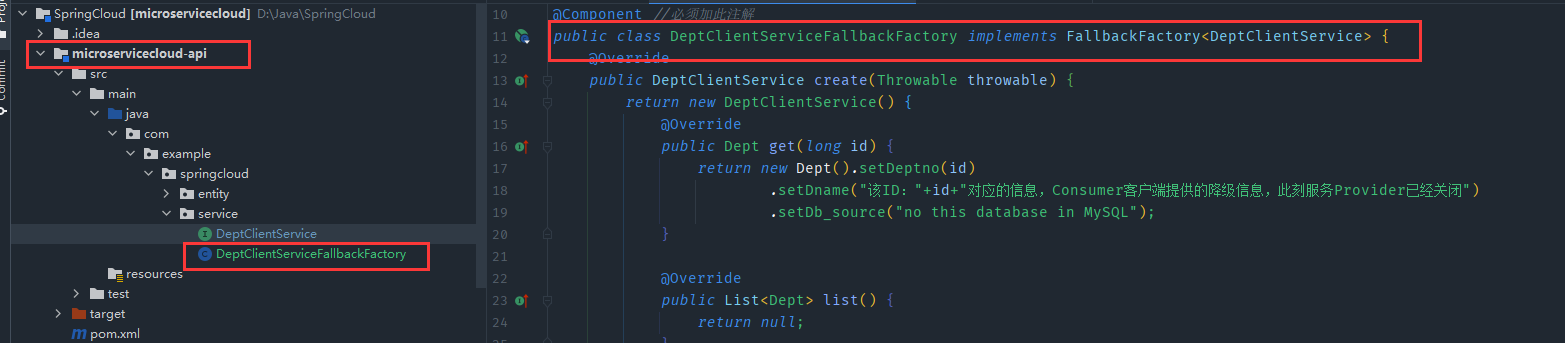 SpringCloud [microservicecloud] D:\Java\SpringCloud
.idea
microservicecloud-api
src
main
java
com
example
springcloud
entity
service
DeptClientService
DeptClientServiceFallbackFactory
resources
test
target
pom.xml
Commit
10 @Component //必须加此注解
11 public class DeptClientServiceFallbackFactory implements FallbackFactory<DeptClientService> {
12 @Override
13 public DeptClientService create(Throwable throwable) {
14 return new DeptClientService() {
15 @Override
16 public Dept get(long id) {
17 return new Dept().setDeptno(id)
18 .setDname("该ID："+id+"对应的信息，Consumer客户端提供的降级信息，此刻服务Provider已经关闭")
19 .setDb_source("no this database in MySQL");
20 }
21
22 @Override
23 public List<Dept> list() {
24 return null;